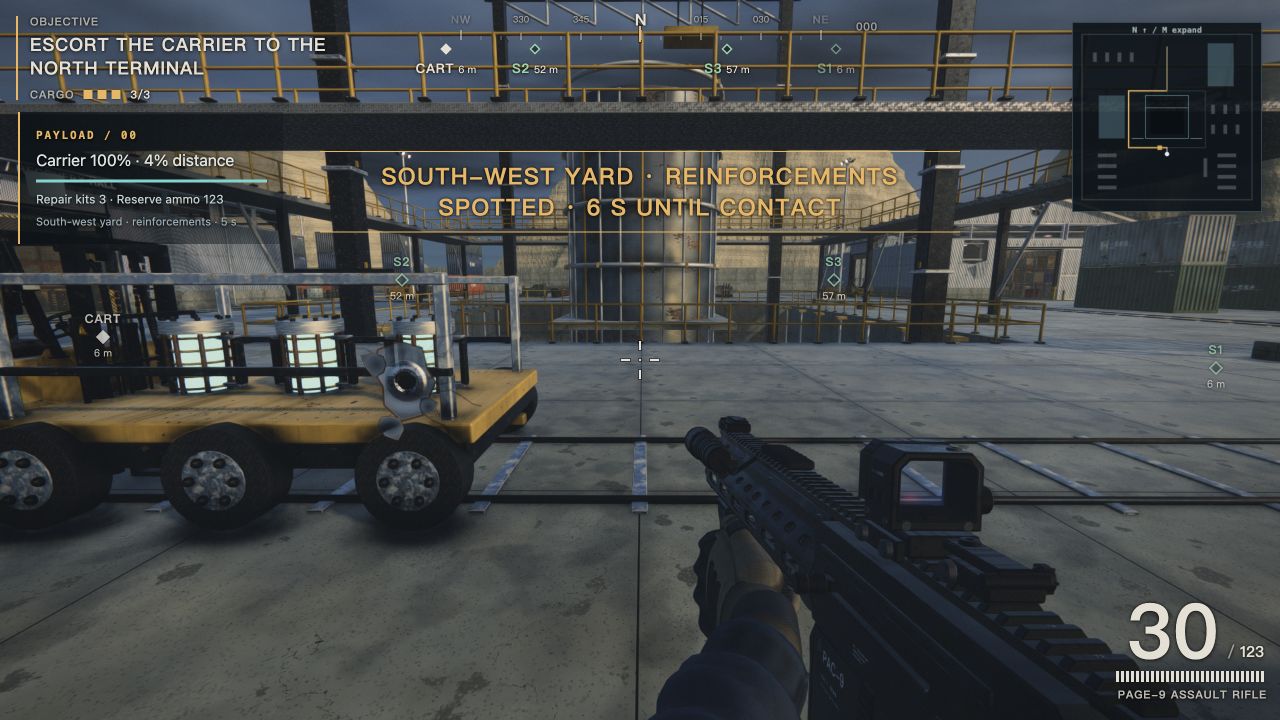 OBJECTIVE
ESCORT THE CARRIER TO THE
NORTH TERMINAL
CARGO 3/3
PAYLOAD / 00
Carrier 100% · 4% distance
Repair kits 3 · Reserve ammo 123
South-west yard · reinforcements · 5 s
NW 330 345 N 015 030 NE 000
CART 6 m S2 52 m S3 57 m S1 6 m
N ↑ / M expand
SOUTH-WEST YARD · REINFORCEMENTS
SPOTTED · 6 S UNTIL CONTACT
S2
52 m
S3
57 m
CART
6 m
S1
6 m
PAC-9
30 / 123
PAGE-9 ASSAULT RIFLE